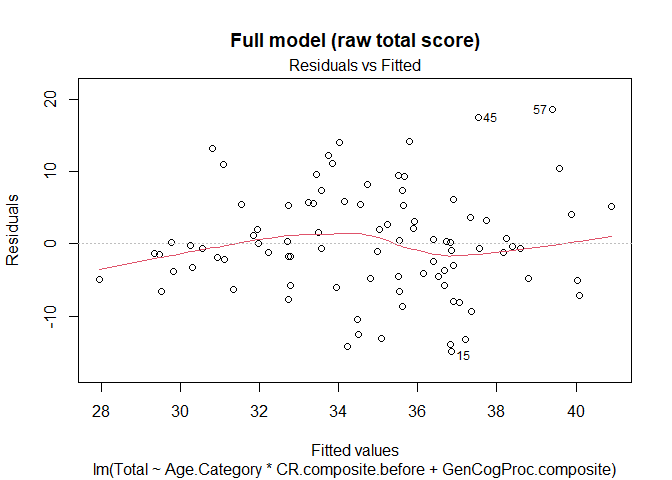 Full model (raw total score)
Residuals vs Fitted
20
10
0
-10
Residuals
45
57
15
28 30 32 34 36 38 40
Fitted values
lm(Total ~ Age.Category * CR.composite.before + GenCogProc.composite)